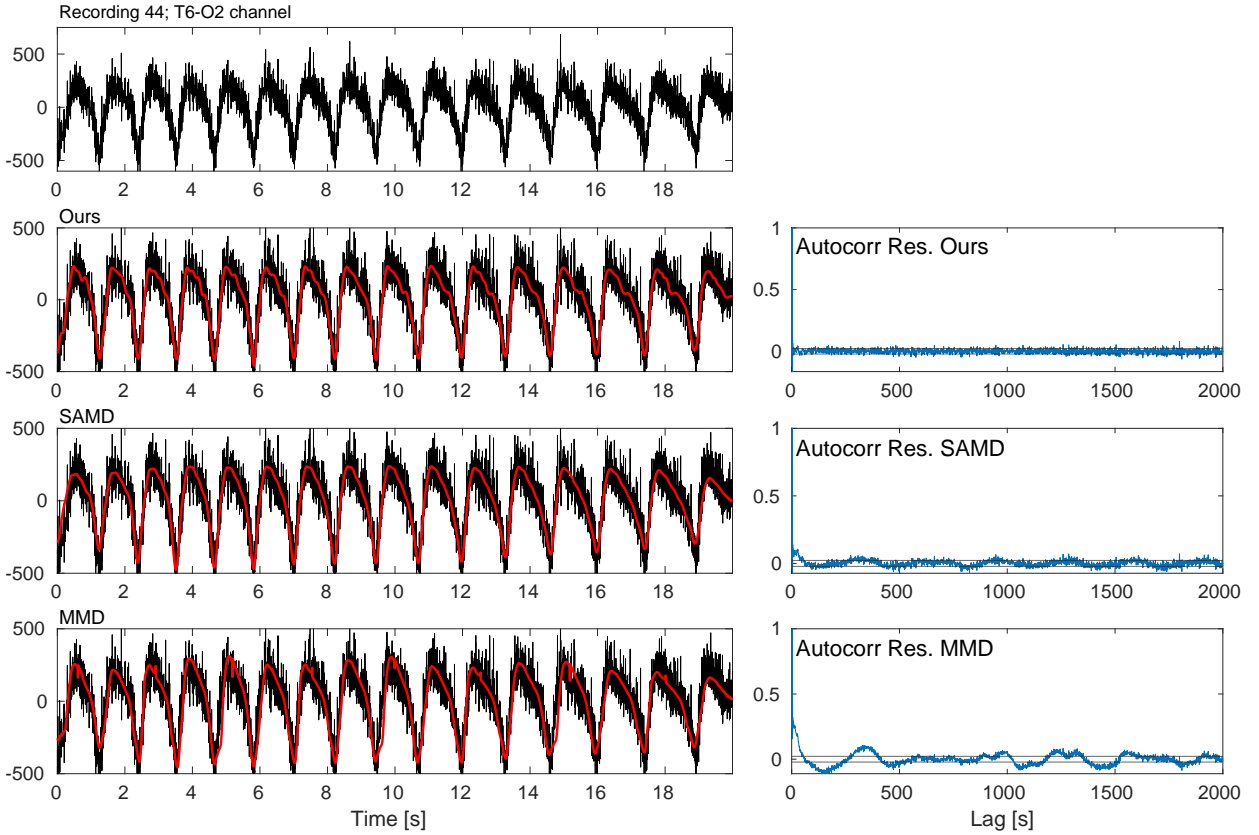 Recording 44; T6-O2 channel
500
0
-500
0 2 4 6 8 10 12 14 16 18
Ours
500
0
-500
0 2 4 6 8 10 12 14 16 18
Autocorr Res. Ours
1
0.5
0
0 500 1000 1500 2000
SAMD
500
0
-500
0 2 4 6 8 10 12 14 16 18
Autocorr Res. SAMD
1
0.5
0
0 500 1000 1500 2000
MMD
500
0
-500
0 2 4 6 8 10 12 14 16 18
Time [s]
Autocorr Res. MMD
1
0.5
0
0 500 1000 1500 2000
Lag [s]